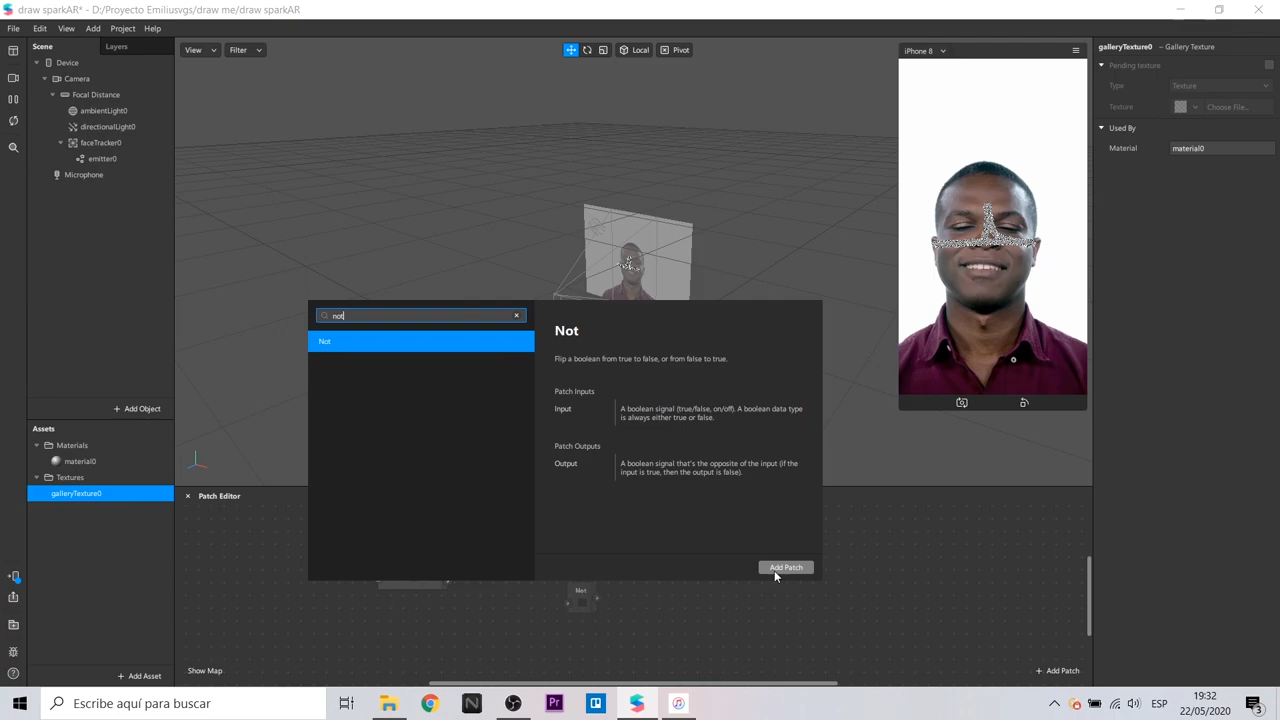 draw sparkAR* - D:/Proyecto Emiliusvgs/draw me/draw sparkAR
File Edit View Add Project Help
Scene Layers
Device
Camera
Focal Distance
ambientLight0
directionalLight0
faceTracker0
emitter0
Microphone
+ Add Object
Assets
Materials
material0
Textures
galleryTexture0
+ Add Asset
View Filter Local Pivot
iPhone 8
galleryTexture0 – Gallery Texture
Pending texture
Type Texture
Texture Choose File...
Used By
Material material0
not
Not
Not
Flip a boolean from true to false, or from false to true.
Patch Inputs
Input A boolean signal (true/false, on/off). A boolean data type
is always either true or false.
Patch Outputs
Output A boolean signal that's the opposite of the input (if the
input is true, then the output is false).
Add Patch
Patch Editor
Not
Show Map
+ Add Patch
Escribe aquí para buscar
ESP
19:32
22/05/2020
3